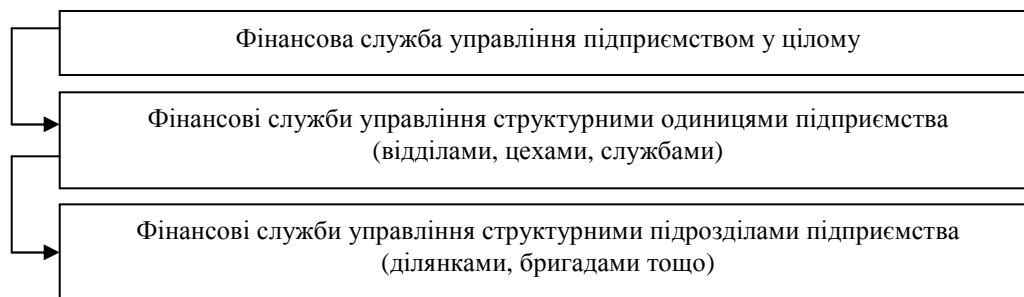 Фінансова служба управління підприємством у цілому
Фінансові служби управління структурними одиницями підприємства
(відділами, цехами, службами)
Фінансові служби управління структурними підрозділами підприємства
(ділянками, бригадами тощо)